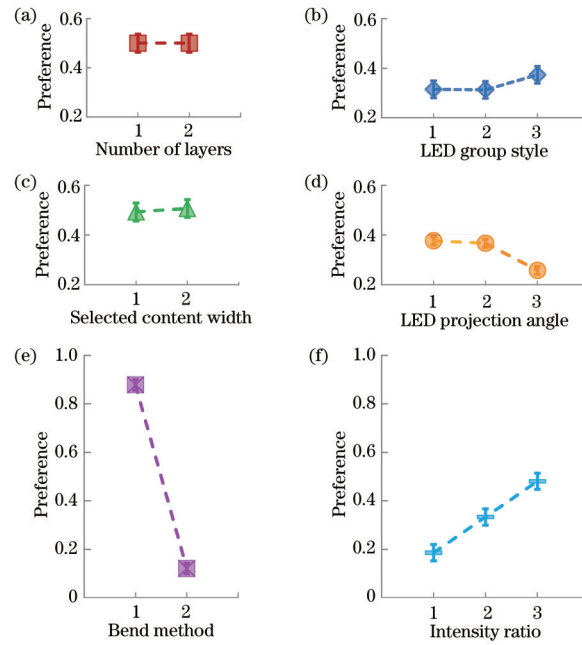 (a)
Preference
0.6
0.4
0.2
1 2
Number of layers
(b)
Preference
0.6
0.4
0.2
1 2 3
LED group style
(c)
Preference
0.6
0.4
0.2
1 2
Selected content width
(d)
Preference
0.6
0.4
0.2
1 2 3
LED projection angle
(e)
Preference
1.0
0.8
0.6
0.4
0.2
0
1 2
Bend method
(f)
Preference
1.0
0.8
0.6
0.4
0.2
0
1 2 3
Intensity ratio